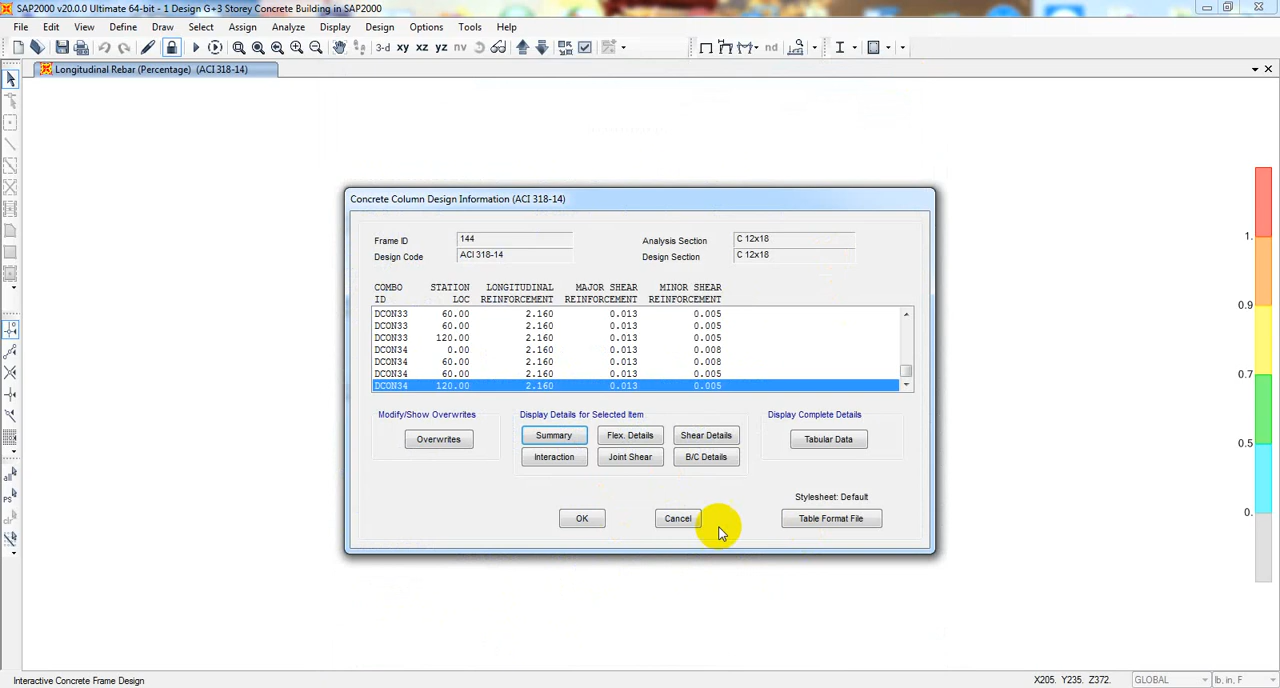 SAP2000 v20.0.0 Ultimate 64-bit - 1 Design G+3 Storey Concrete Building in SAP2000
File Edit View Define Draw Select Assign Analyze Display Design Options Tools Help
3-d xy xz yz nv nd
Longitudinal Rebar (Percentage) (ACI 318-14)
Concrete Column Design Information (ACI 318-14)
Frame ID 144 Analysis Section C 12x18
Design Code ACI 318-14 Design Section C 12x18
COMBO STATION LONGITUDINAL MAJOR SHEAR MINOR SHEAR
ID LOC REINFORCEMENT REINFORCEMENT REINFORCEMENT
DCON33 60.00 2.160 0.013 0.005
DCON33 60.00 2.160 0.013 0.005
DCON33 120.00 2.160 0.013 0.005
DCON34 0.00 2.160 0.013 0.008
DCON34 60.00 2.160 0.013 0.008
DCON34 60.00 2.160 0.013 0.005
DCON34 120.00 2.160 0.013 0.005
Modify/Show Overwrites Display Details for Selected Item Display Complete Details
Overwrites Summary Flex. Details Shear Details Tabular Data
Interaction Joint Shear B/C Details
Stylesheet: Default
OK Cancel Table Format File
1.
0.9
0.7
0.5
0.
all
PS
clr
Interactive Concrete Frame Design X205. Y235. Z372. GLOBAL lb, in, F